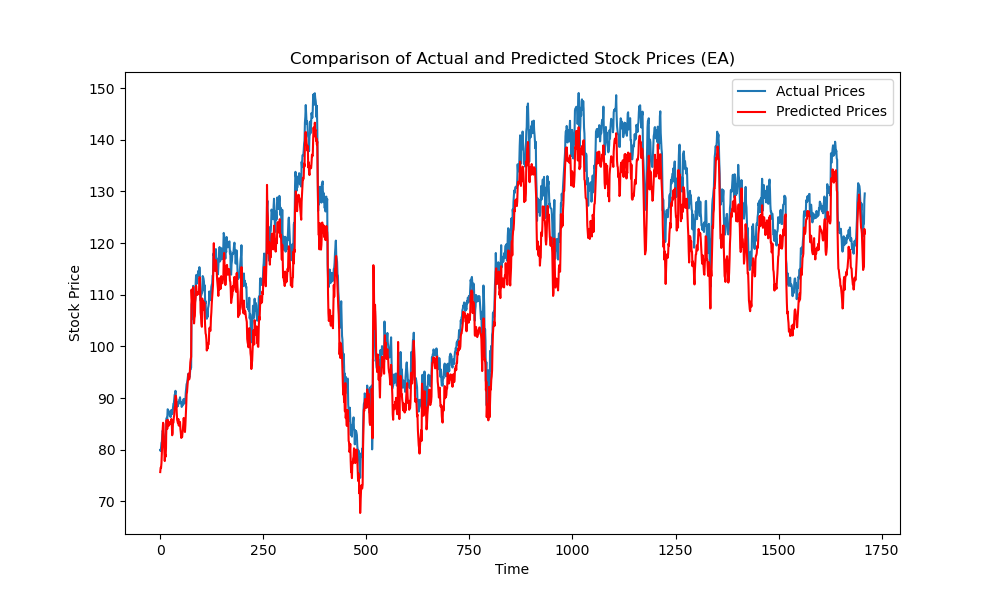 Comparison of Actual and Predicted Stock Prices (EA)
Actual Prices
Predicted Prices
Stock Price
150
140
130
120
110
100
90
80
70
0 250 500 750 1000 1250 1500 1750
Time